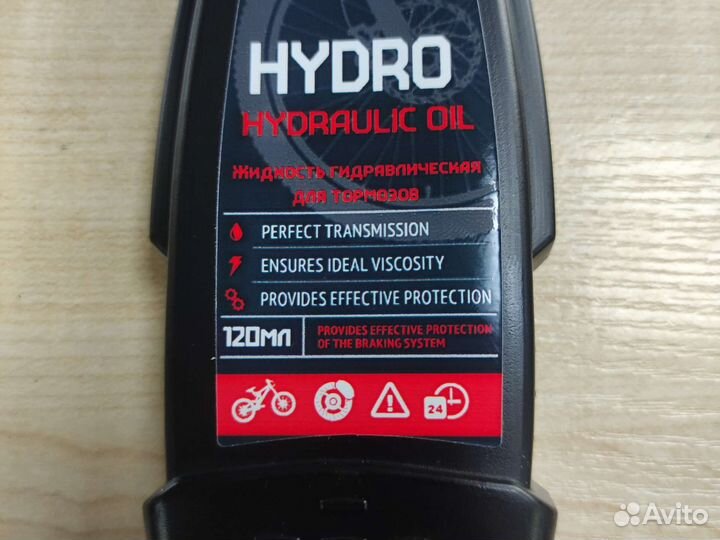 HYDRO
HYDRAULIC OIL
ЖИДКОСТЬ ГИДРАВЛИЧЕСКАЯ
ДЛЯ ТОРМОЗОВ
PERFECT TRANSMISSION
ENSURES IDEAL VISCOSITY
PROVIDES EFFECTIVE PROTECTION
120МЛ
PROVIDES EFFECTIVE PROTECTION
OF THE BRAKING SYSTEM
24
Avito